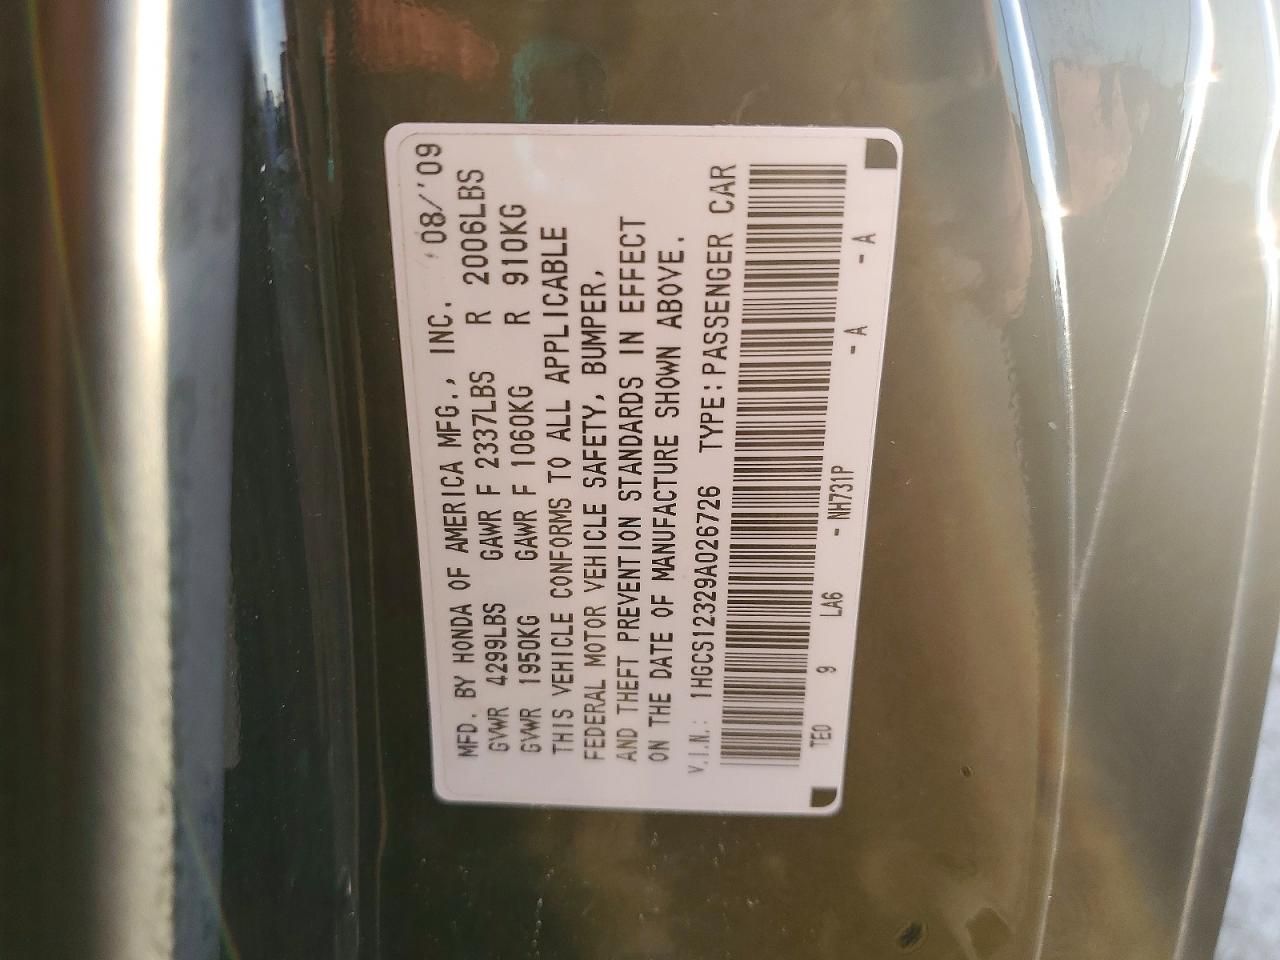 MFD. BY HONDA OF AMERICA MFG., INC. 08/'09
GVWR 4299LBS GAWR F 2337LBS R 2006LBS
GVWR 1950KG GAWR F 1060KG R 910KG
THIS VEHICLE CONFORMS TO ALL APPLICABLE
FEDERAL MOTOR VEHICLE SAFETY, BUMPER,
AND THEFT PREVENTION STANDARDS IN EFFECT
ON THE DATE OF MANUFACTURE SHOWN ABOVE.
V.I.N.: 1HGCS12329A026726 TYPE:PASSENGER CAR
TE0 9 LA6 - NH731P - A - A